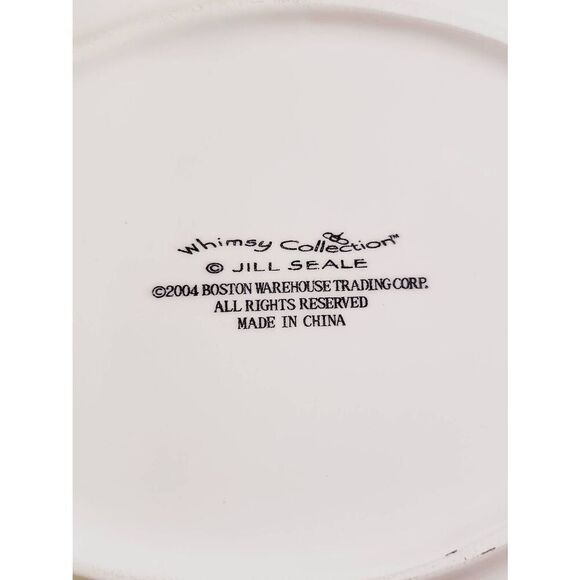 Whimsy Collection™
© JILL SEALE
©2004 BOSTON WAREHOUSE TRADING CORP.
ALL RIGHTS RESERVED
MADE IN CHINA